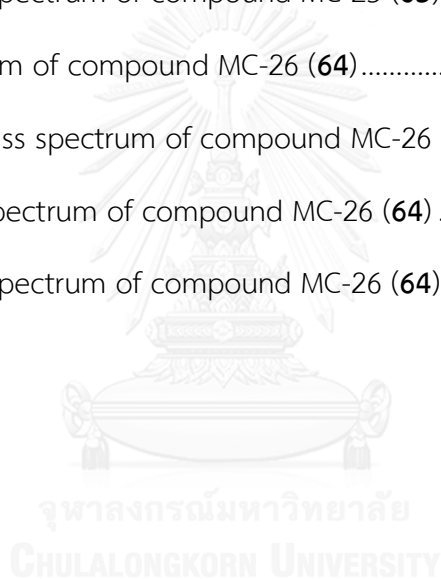 spectrum of compound MC-25 (63)
m of compound MC-26 (64)............
ss spectrum of compound MC-26
pectrum of compound MC-26 (64) .
spectrum of compound MC-26 (64)
จุฬาลงกรณ์มหาวิทยาลัย
CHULALONGKORN UNIVERSITY